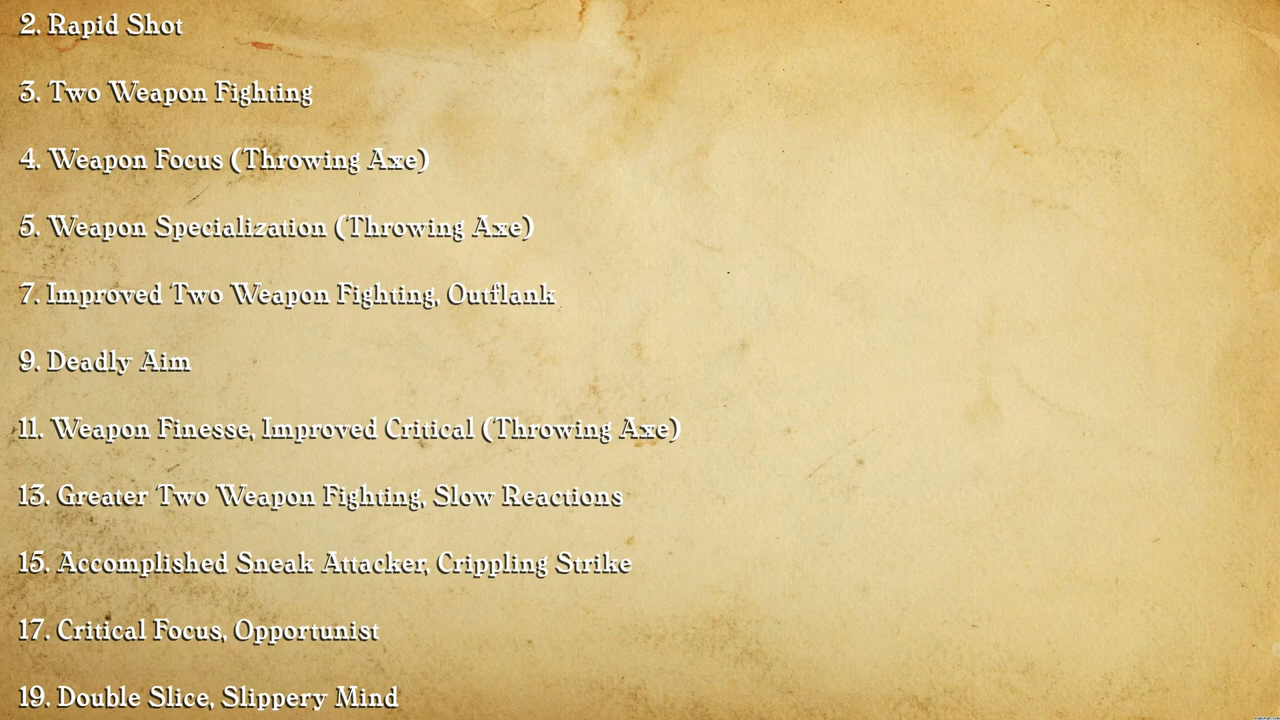 2. Rapid Shot
3. Two Weapon Fighting
4. Weapon Focus (Throwing Axe)
5. Weapon Specialization (Throwing Axe)
7. Improved Two Weapon Fighting, Outflank
9. Deadly Aim
11. Weapon Finesse, Improved Critical (Throwing Axe)
13. Greater Two Weapon Fighting, Slow Reactions
15. Accomplished Sneak Attacker, Crippling Strike
17. Critical Focus, Opportunist
19. Double Slice, Slippery Mind